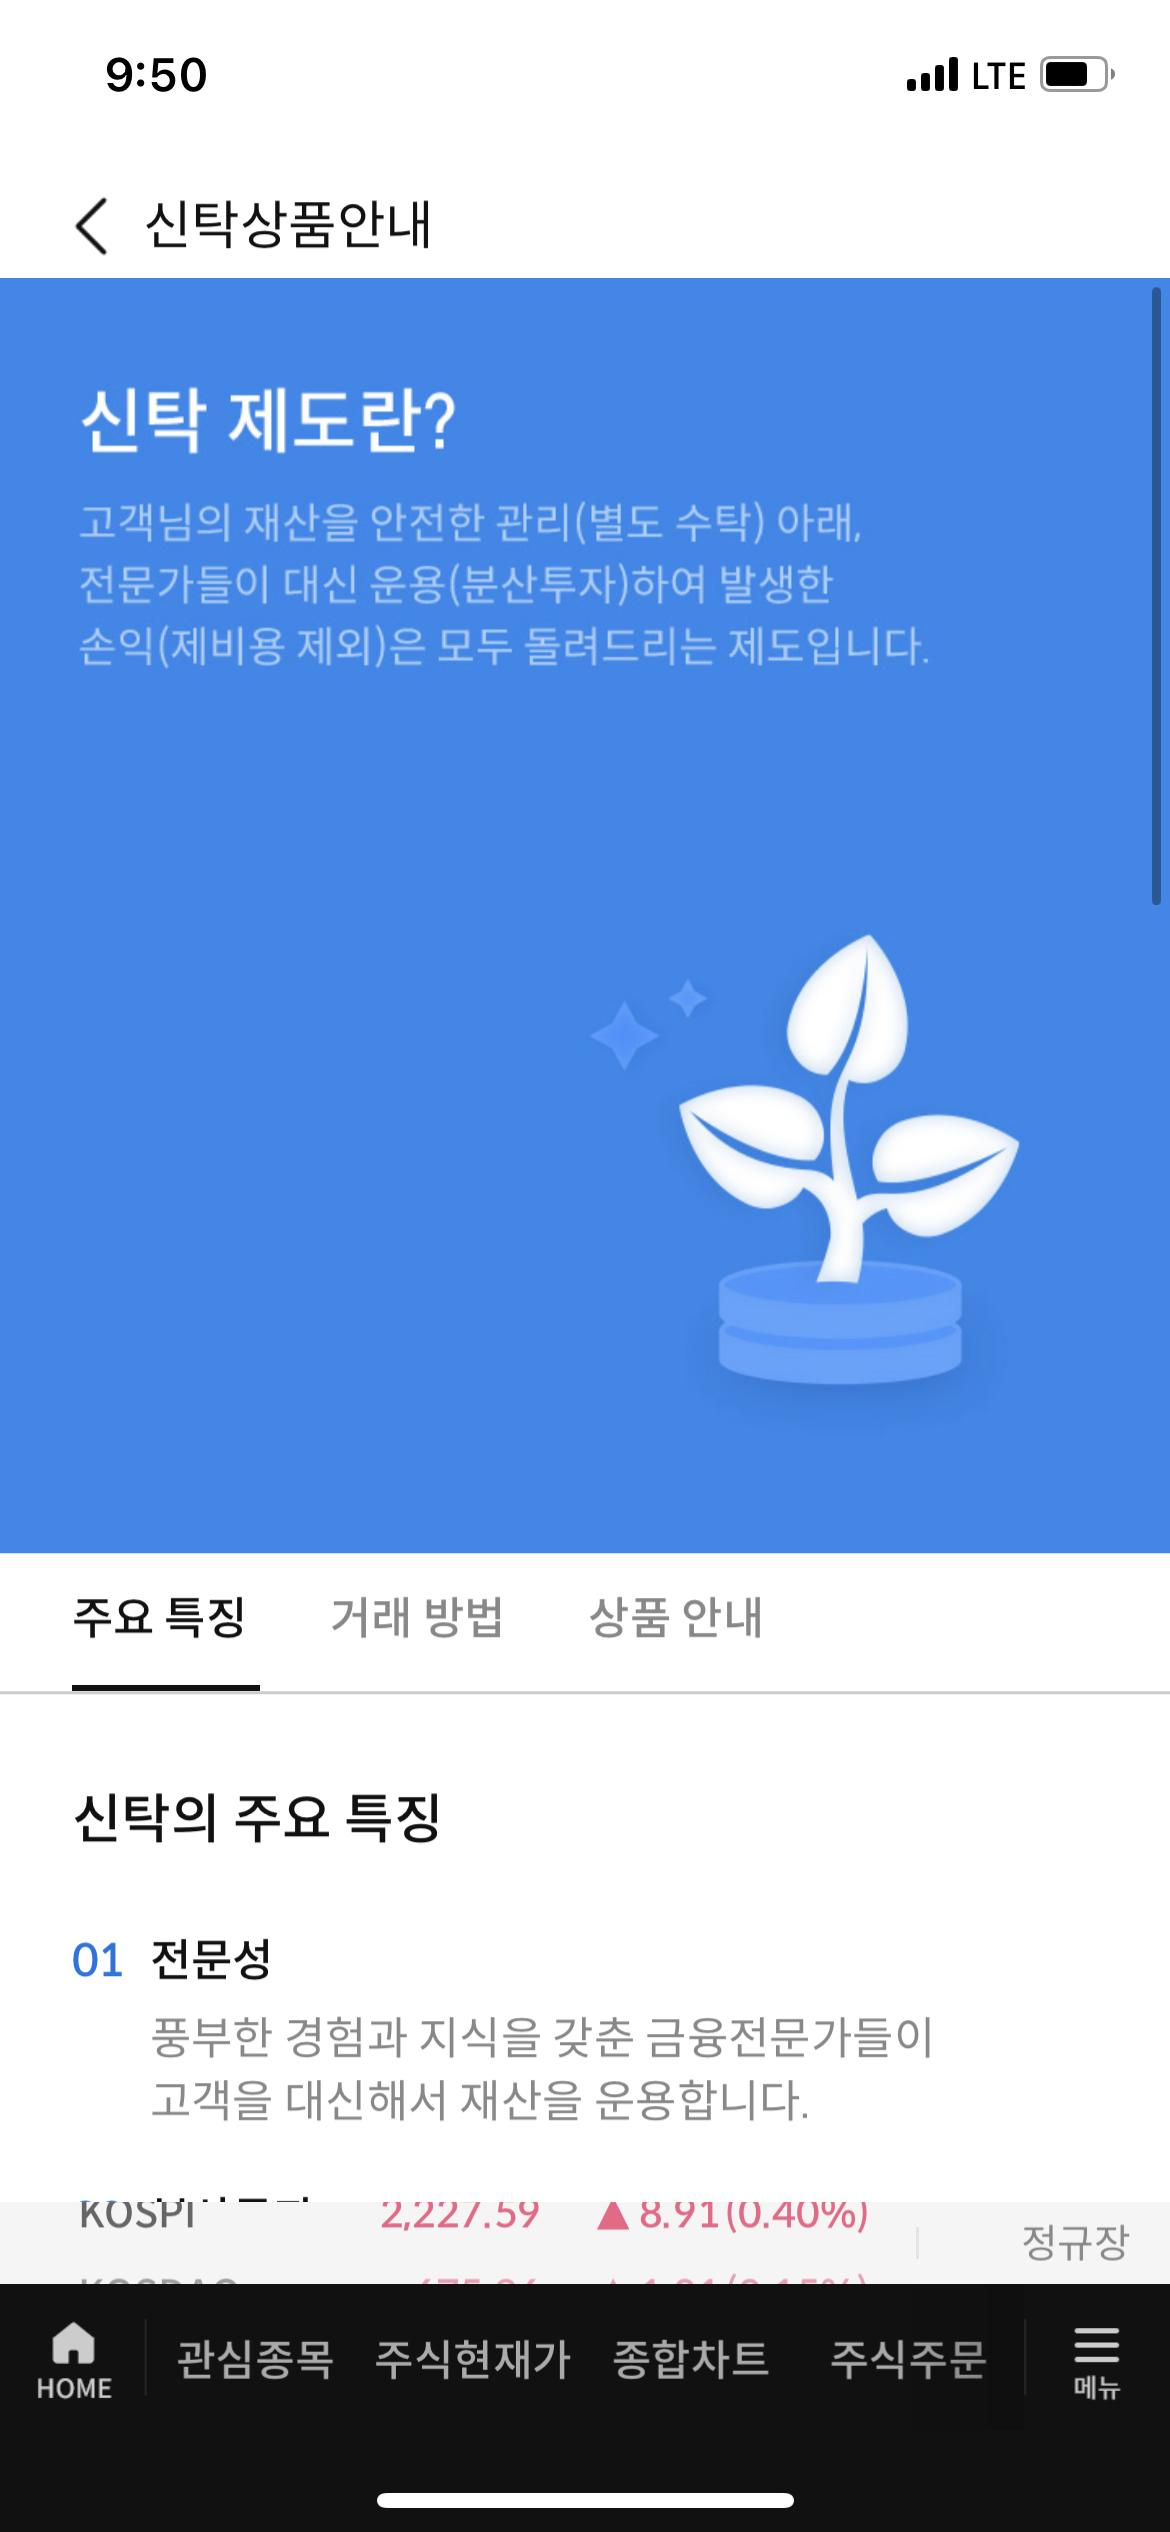 9:50
LTE
신탁상품안내
신탁 제도란?
고객님의 재산을 안전한 관리(별도 수탁) 아래,
전문가들이 대신 운용(분산투자)하여 발생한
손익(제비용 제외)은 모두 돌려드리는 제도입니다.
주요 특징 거래 방법 상품 안내
신탁의 주요 특징
01 전문성
풍부한 경험과 지식을 갖춘 금융전문가들이
고객을 대신해서 재산을 운용합니다.
KOSPI 2,227.59 ▲ 8.91(0.40%)
정규장
HOME 관심종목 주식현재가 종합차트 주식주문 메뉴